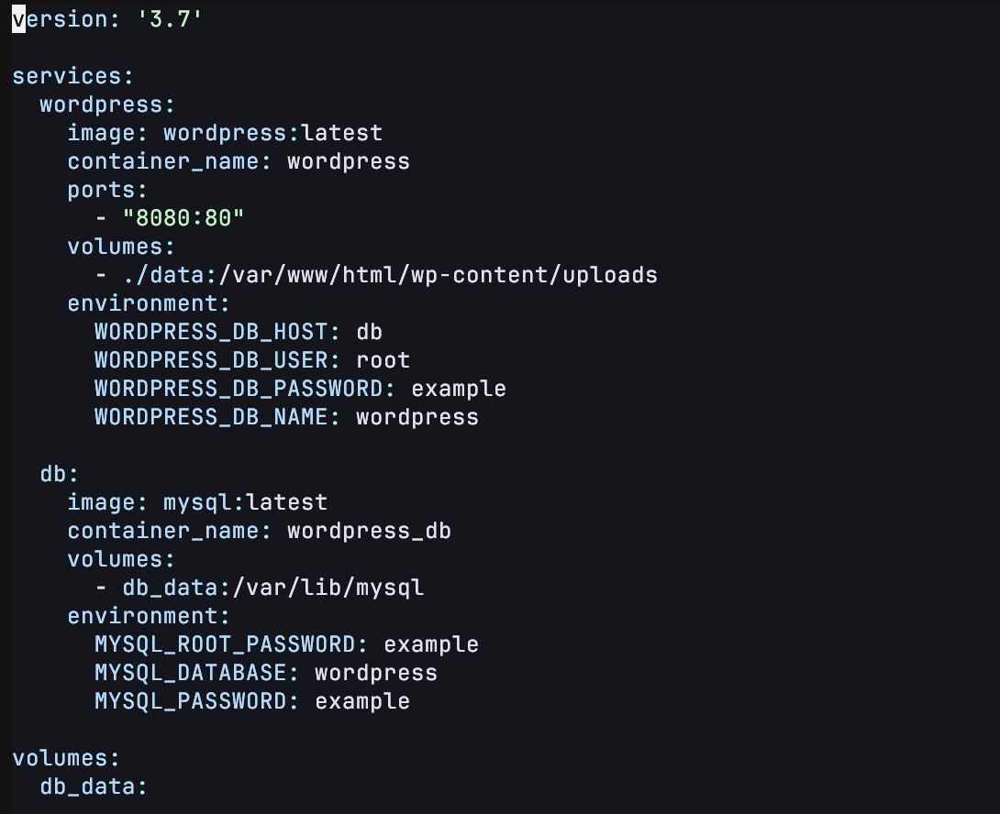 version: '3.7'

services:
  wordpress:
    image: wordpress:latest
    container_name: wordpress
    ports:
      - "8080:80"
    volumes:
      - ./data:/var/www/html/wp-content/uploads
    environment:
      WORDPRESS_DB_HOST: db
      WORDPRESS_DB_USER: root
      WORDPRESS_DB_PASSWORD: example
      WORDPRESS_DB_NAME: wordpress

  db:
    image: mysql:latest
    container_name: wordpress_db
    volumes:
      - db_data:/var/lib/mysql
    environment:
      MYSQL_ROOT_PASSWORD: example
      MYSQL_DATABASE: wordpress
      MYSQL_PASSWORD: example

volumes:
  db_data: